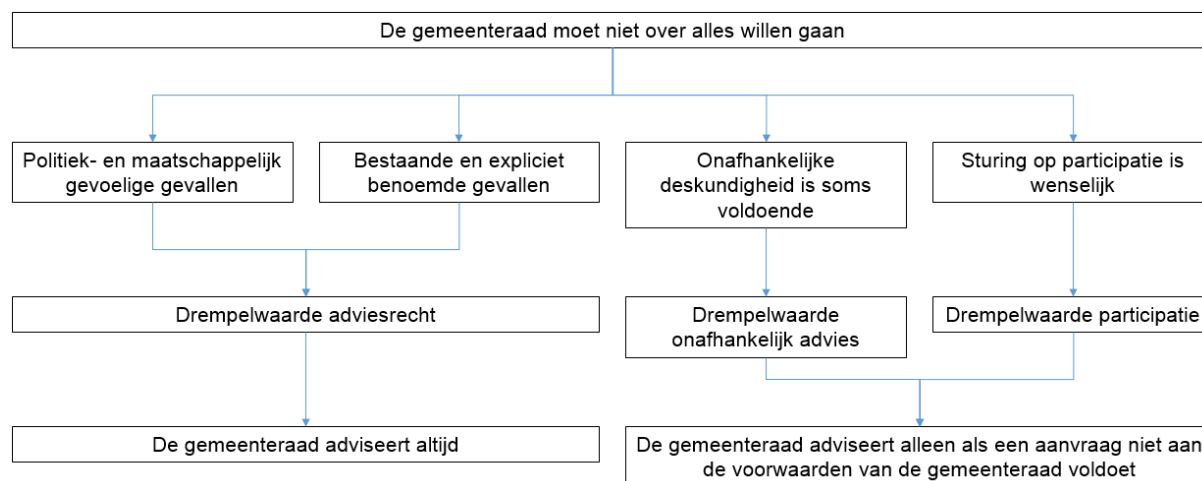 De gemeenteraad moet niet over alles willen gaan
Politiek- en maatschappelijk
gevoelige gevallen
Bestaande en expliciet
benoemde gevallen
Onafhankelijke
deskundigheid is soms
voldoende
Sturing op participatie is
wenselijk
Drempelwaarde adviesrecht
Drempelwaarde
onafhankelijk advies
Drempelwaarde participatie
De gemeenteraad adviseert altijd
De gemeenteraad adviseert alleen als een aanvraag niet aan
de voorwaarden van de gemeenteraad voldoet